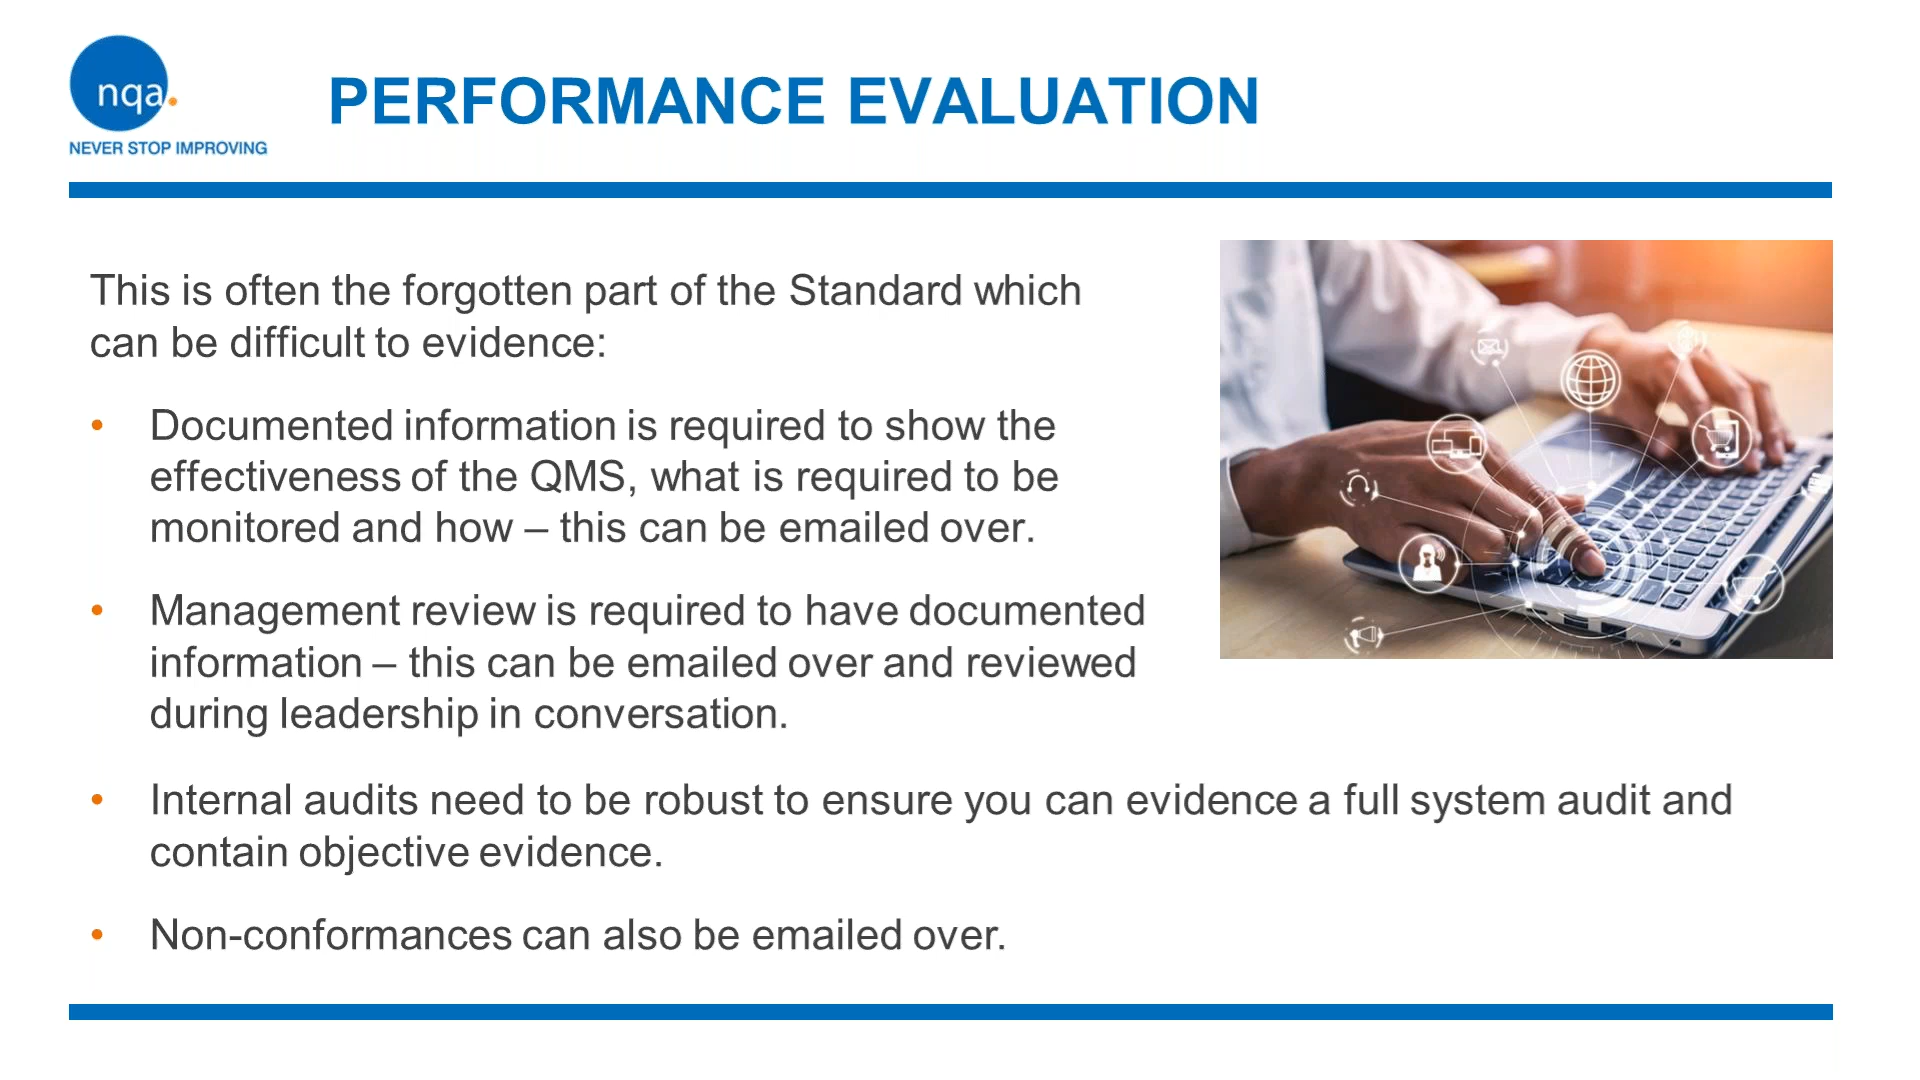 nqa.
NEVER STOP IMPROVING
PERFORMANCE EVALUATION
This is often the forgotten part of the Standard which
can be difficult to evidence:
• Documented information is required to show the
effectiveness of the QMS, what is required to be
monitored and how – this can be emailed over.
• Management review is required to have documented
information – this can be emailed over and reviewed
during leadership in conversation.
• Internal audits need to be robust to ensure you can evidence a full system audit and
contain objective evidence.
• Non-conformances can also be emailed over.